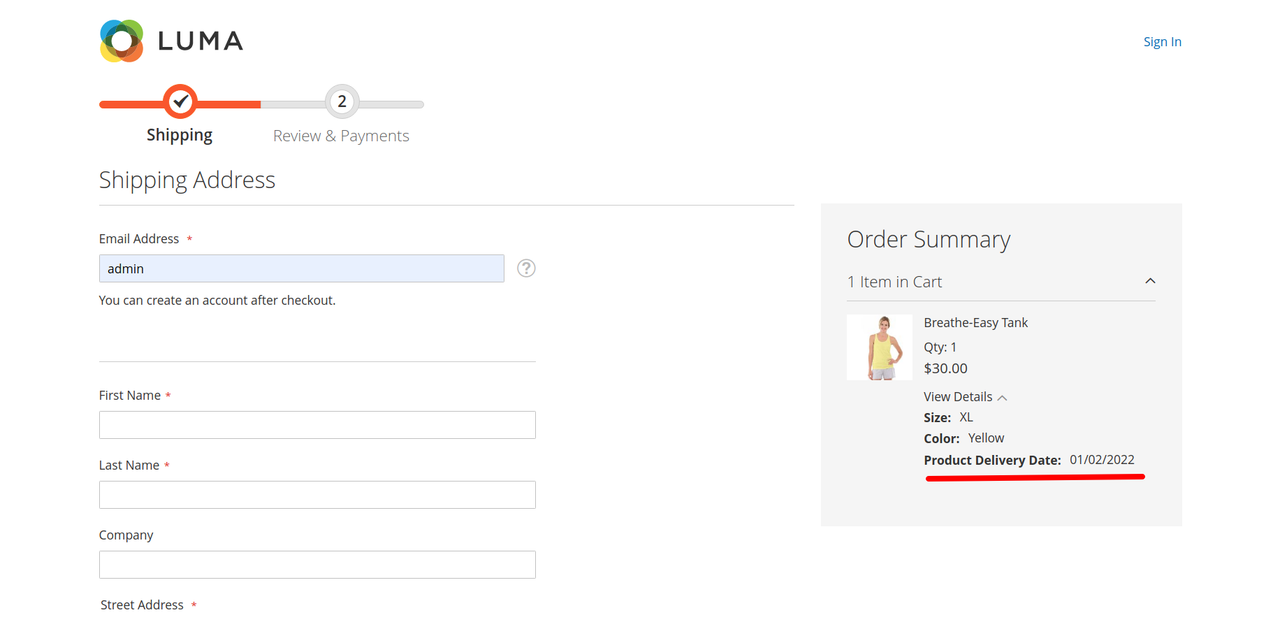 LUMA
Sign In
2
Shipping
Review & Payments
Shipping Address
Email Address *
admin
?
You can create an account after checkout.
First Name *
Last Name *
Company
Street Address *
Order Summary
1 Item in Cart
Breathe-Easy Tank
Qty: 1
$30.00
View Details
Size: XL
Color: Yellow
Product Delivery Date: 01/02/2022